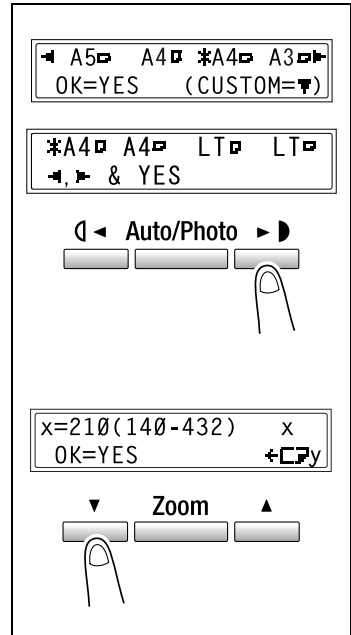 ◄ A5▭ A4▯ *A4▭ A3▭►
OK=YES (CUSTOM=▼)
*A4▯ A4▭ LT▯ LT▭
◄,► & YES
◄ Auto/Photo ►
x=210(140-432) x
OK=YES ←▭y
▼ Zoom ▲